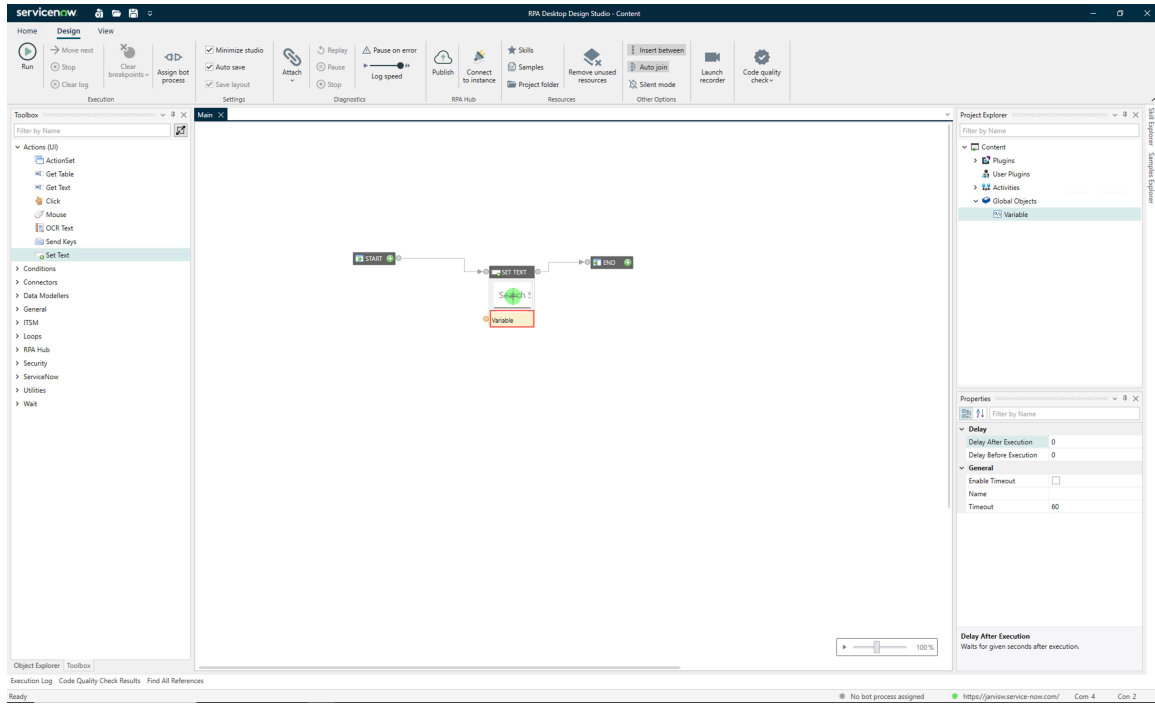 servicenow
RPA Desktop Design Studio - Content
Home Design View
Run
Move next
Stop
Clear log
Clear breakpoints
Assign bot process
Execution
Minimize studio
Auto save
Save layout
Settings
Attach
Replay
Pause
Stop
Pause on error
Log speed
Diagnostics
Publish
Connect to instance
RPA Hub
Skills
Samples
Project folder
Remove unused resources
Resources
Insert between
Auto join
Silent mode
Other Options
Launch recorder
Code quality check
Toolbox
Filter by Name
Actions (UI)
ActionSet
Get Table
Get Text
Click
Mouse
OCR Text
Send Keys
Set Text
Conditions
Connectors
Data Modellers
General
ITSM
Loops
RPA Hub
Security
ServiceNow
Utilities
Wait
Object Explorer Toolbox
Main
START
SET TEXT
Search S
Variable
END
100%
Project Explorer
Filter by Name
Content
Plugins
User Plugins
Activities
Global Objects
Variable
Skill Explorer
Samples Explorer
Properties
Filter by Name
Delay
Delay After Execution 0
Delay Before Execution 0
General
Enable Timeout
Name
Timeout 60
Delay After Execution
Waits for given seconds after execution.
Execution Log Code Quality Check Results Find All References
Ready
No bot process assigned
https://jarvisw.service-now.com/
Com 4
Con 2